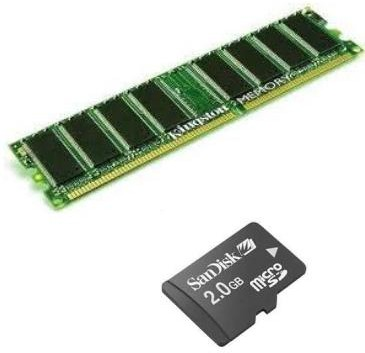 Kingston MEMORY
SanDisk
2.0GB
micro
SD